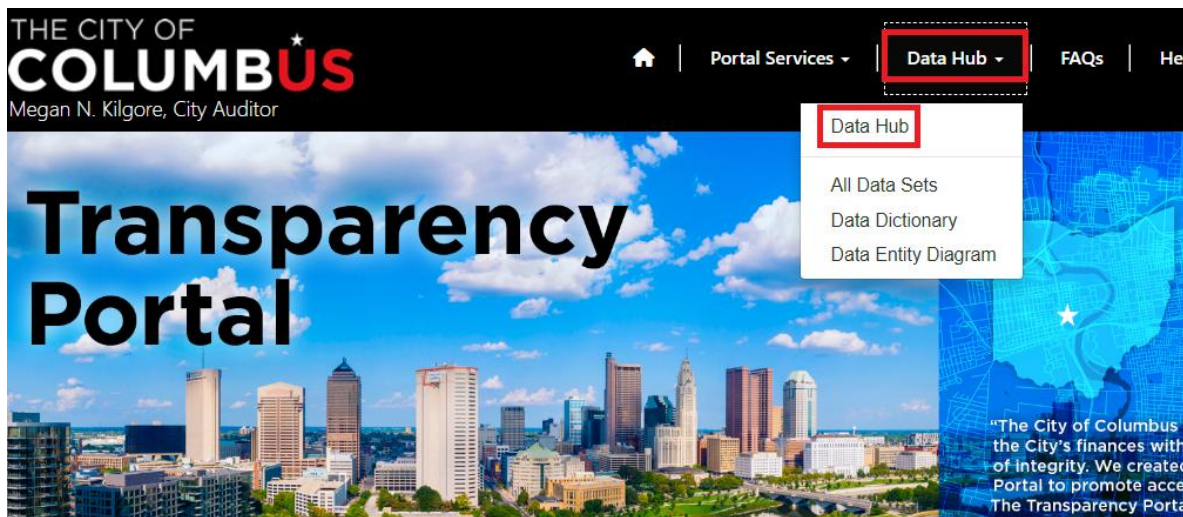 THE CITY OF
COLUMBUS
Megan N. Kilgore, City Auditor
Portal Services
Data Hub
FAQs
Data Hub
All Data Sets
Data Dictionary
Data Entity Diagram
Transparency
Portal
"The City of Columbus
the City's finances with
of integrity. We created
Portal to promote acce
The Transparency Porta